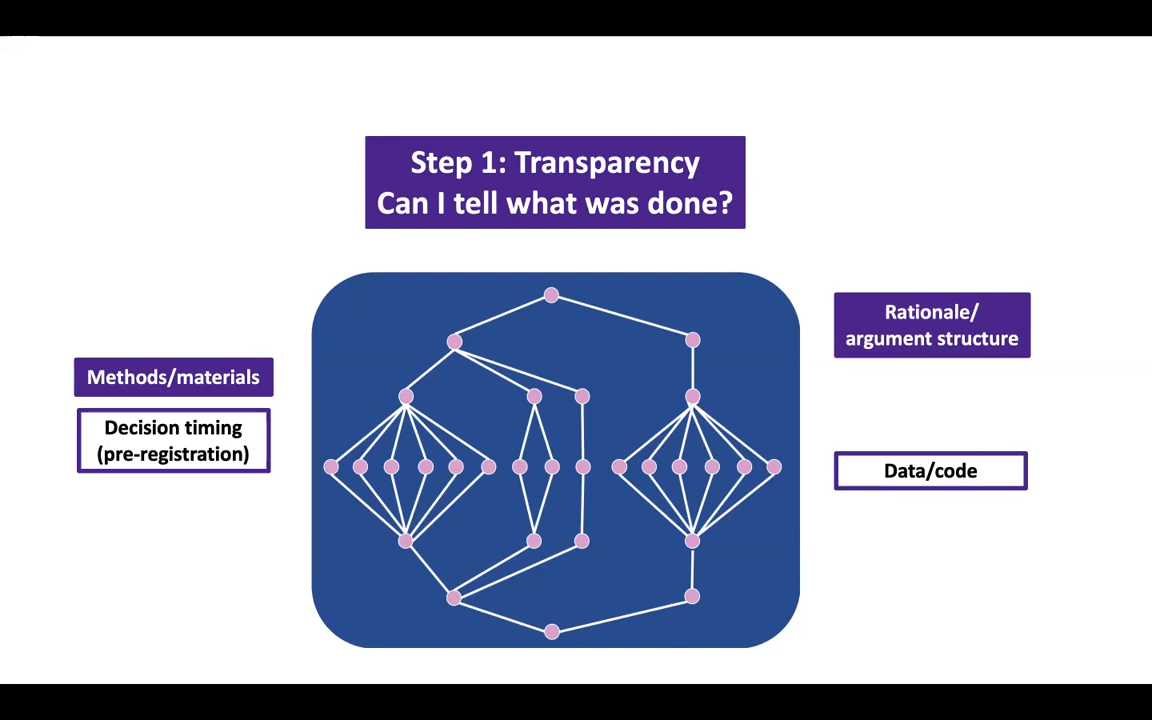 Step 1: Transparency
Can I tell what was done?
Methods/materials
Decision timing
(pre-registration)
Rationale/
argument structure
Data/code